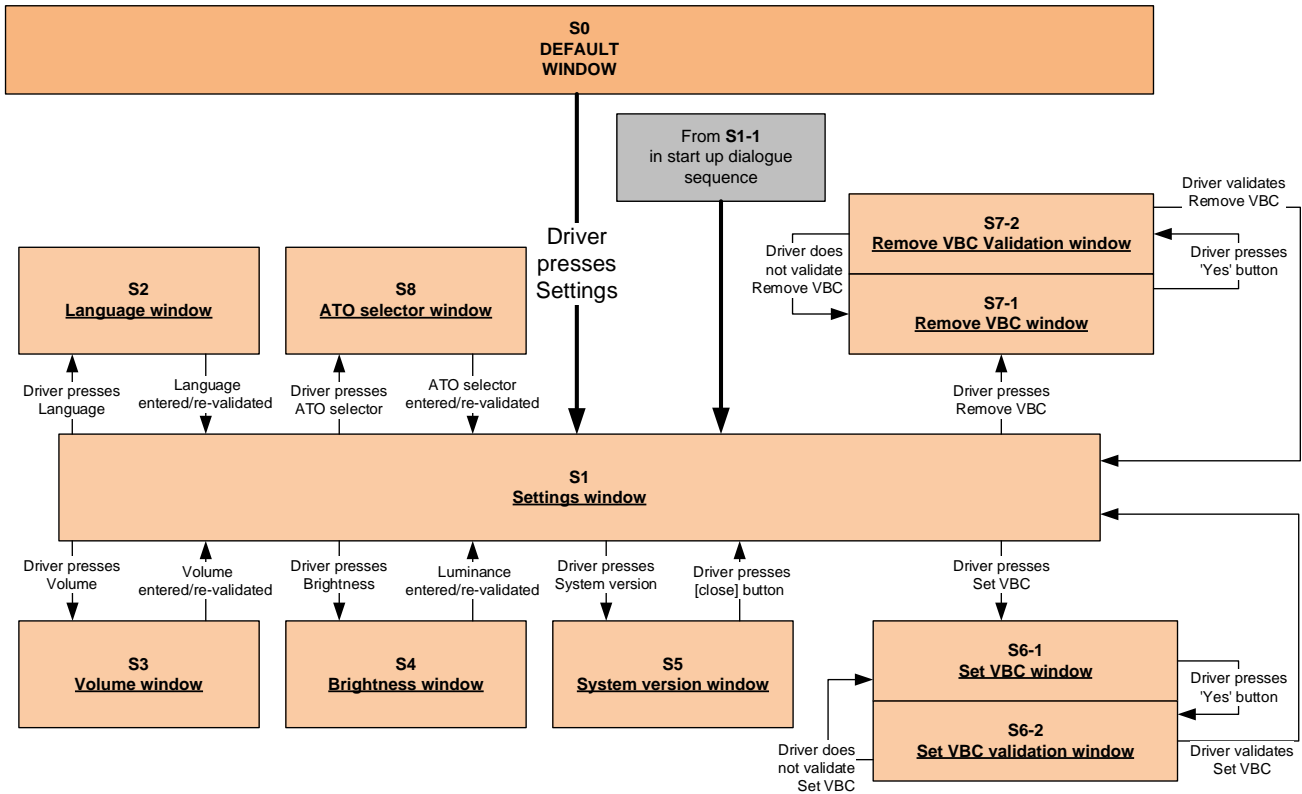 S0
DEFAULT
WINDOW
From S1-1
in start up dialogue
sequence
Driver
presses
Settings
Driver validates
Remove VBC
S7-2
Remove VBC Validation window
Driver does
not validate
Remove VBC
Driver presses
'Yes' button
S7-1
Remove VBC window
S2
Language window
S8
ATO selector window
Driver presses
Language
Language
entered/re-validated
Driver presses
ATO selector
ATO selector
entered/re-validated
Driver presses
Remove VBC
S1
Settings window
Driver presses
Volume
Volume
entered/re-validated
Driver presses
Brightness
Luminance
entered/re-validated
Driver presses
System version
Driver presses
[close] button
Driver presses
Set VBC
S3
Volume window
S4
Brightness window
S5
System version window
S6-1
Set VBC window
Driver presses
'Yes' button
S6-2
Set VBC validation window
Driver does
not validate
Set VBC
Driver validates
Set VBC